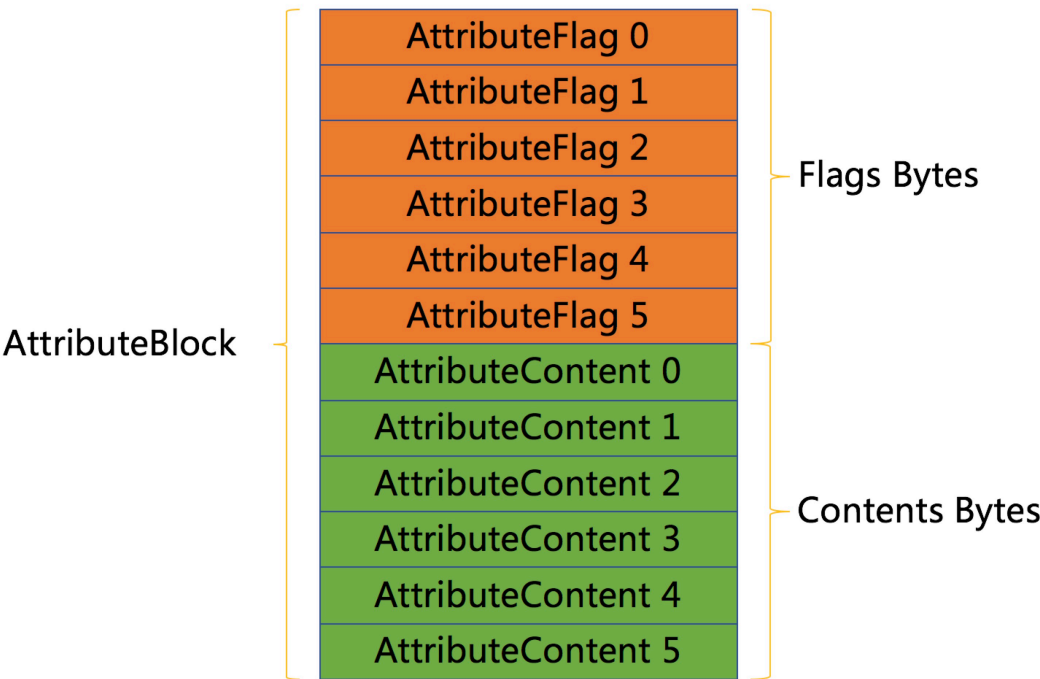 AttributeFlag 0
AttributeFlag 1
AttributeFlag 2
AttributeFlag 3
AttributeFlag 4
AttributeFlag 5
AttributeContent 0
AttributeContent 1
AttributeContent 2
AttributeContent 3
AttributeContent 4
AttributeContent 5
AttributeBlock
Flags Bytes
Contents Bytes